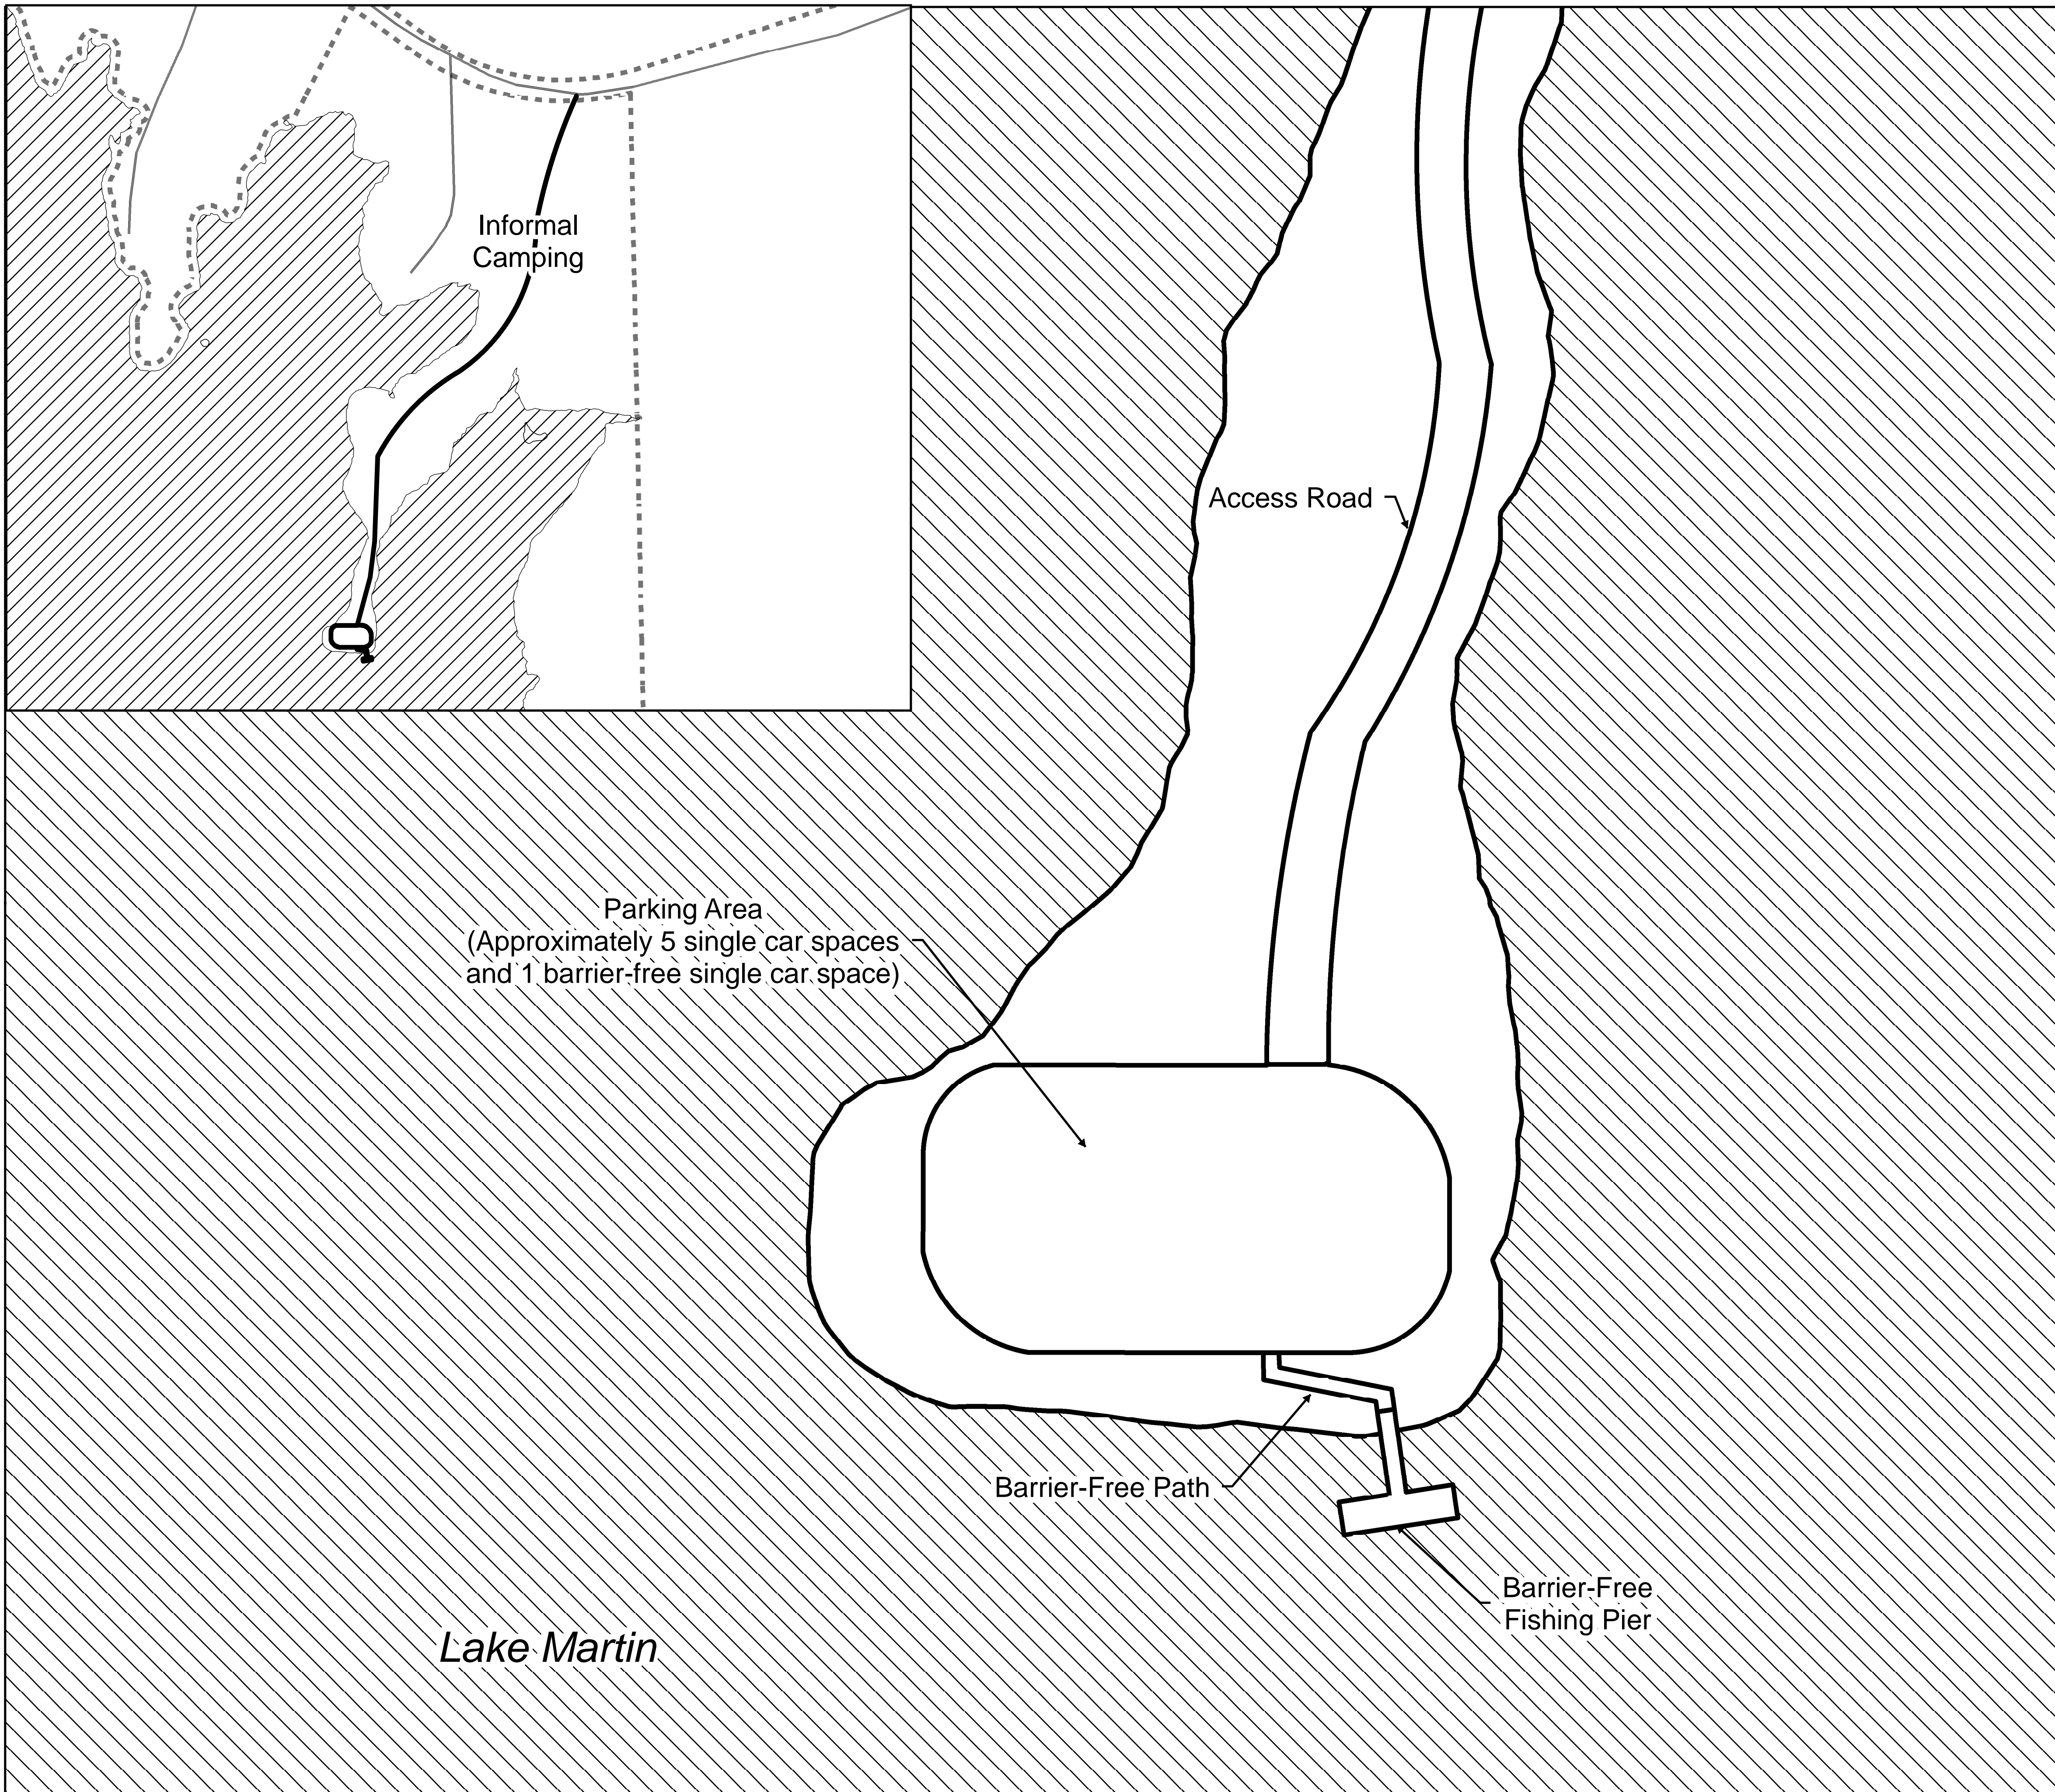 Informal
Camping
Access Road
Parking Area
(Approximately 5 single car spaces
and 1 barrier-free single car space)
Barrier-Free Path
Barrier-Free
Fishing Pier
Lake Martin